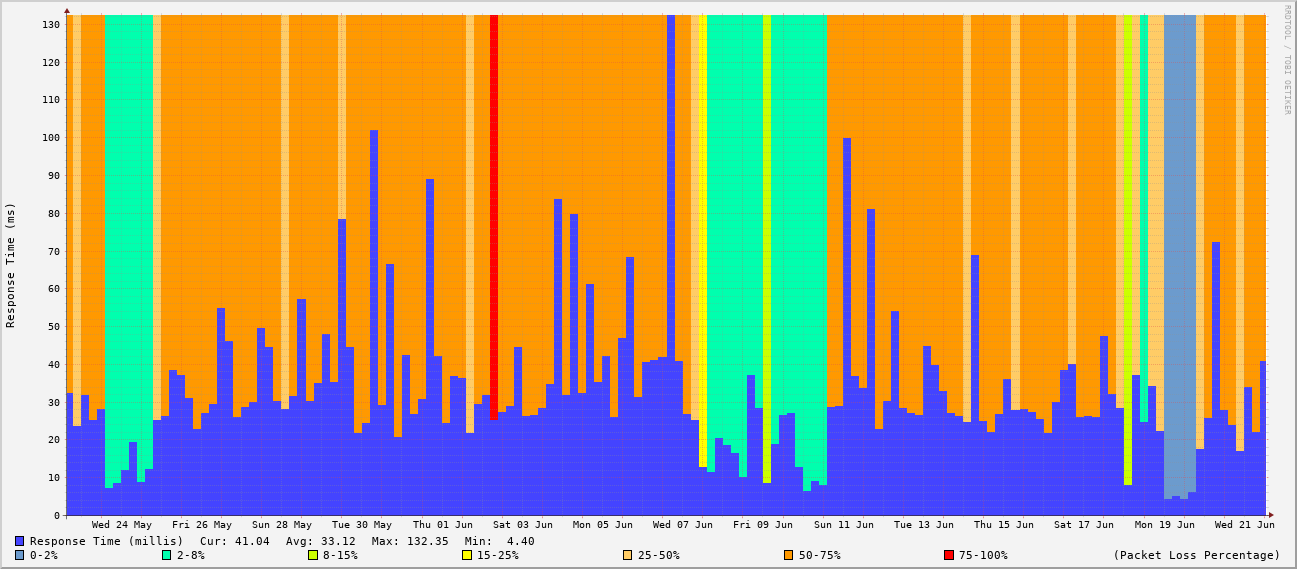 RRDTOOL / TOBI OETIKER
Response Time (ms)
130
120
110
100
90
80
70
60
50
40
30
20
10
0
Wed 24 May Fri 26 May Sun 28 May Tue 30 May Thu 01 Jun Sat 03 Jun Mon 05 Jun Wed 07 Jun Fri 09 Jun Sun 11 Jun Tue 13 Jun Thu 15 Jun Sat 17 Jun Mon 19 Jun Wed 21 Jun
Response Time (millis) Cur: 41.04 Avg: 33.12 Max: 132.35 Min: 4.40
0-2% 2-8% 8-15% 15-25% 25-50% 50-75% 75-100% (Packet Loss Percentage)